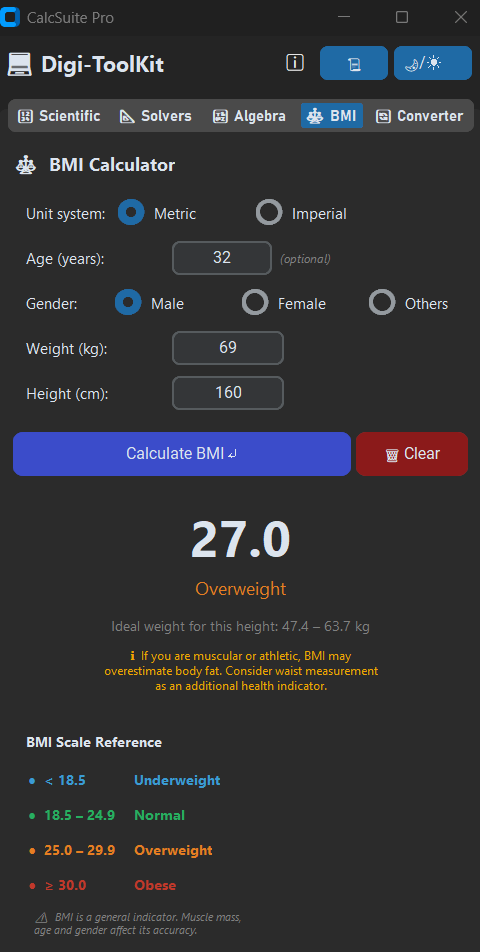 CalcSuite Pro
Digi-ToolKit
Scientific Solvers Algebra BMI Converter
BMI Calculator
Unit system: Metric Imperial
Age (years): 32 (optional)
Gender: Male Female Others
Weight (kg): 69
Height (cm): 160
Calculate BMI Clear
27.0
Overweight
Ideal weight for this height: 47.4 – 63.7 kg
ℹ If you are muscular or athletic, BMI may
overestimate body fat. Consider waist measurement
as an additional health indicator.
BMI Scale Reference
• < 18.5 Underweight
• 18.5 – 24.9 Normal
• 25.0 – 29.9 Overweight
• ≥ 30.0 Obese
⚠ BMI is a general indicator. Muscle mass,
age and gender affect its accuracy.